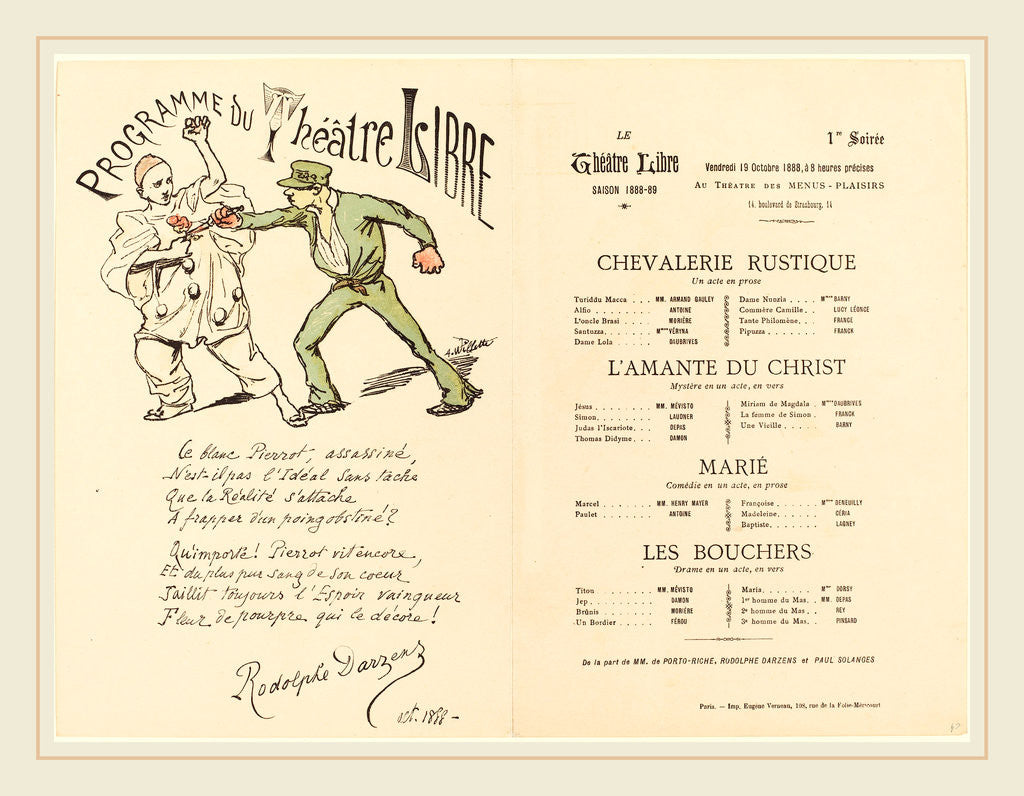 PROGRAMME DU Théâtre LIBRE
A. Willette
Ce blanc Pierrot, assassiné,
N'est-il pas l'Idéal Sans tache
Que la Réalité s'attache
A frapper d'un poing obstiné?
Qu'importe! Pierrot vit encore,
Et du plus pur sang de son coeur
Jaillit toujours l'Espoir vainqueur
Fleur de pourpre qui le décore!
Rodolphe Darzens
oct. 1888 –
LE
Théâtre Libre
SAISON 1888-89
1re Soirée
Vendredi 19 Octobre 1888, à 8 heures précises
AU THÉATRE DES MENUS-PLAISIRS
14, boulevard de Strasbourg, 14
CHEVALERIE RUSTIQUE
Un acte en prose
Turiddu Macca . . . MM. ARMAND GAULEY
Alfio . . . . . . . ANTOINE
L'oncle Brasi . . . . MORIÈRE
Santuzza. . . . . . Mmes VÉRYNA
Dame Lola . . . . . DAUBRIVES
Dame Nunzia . . . . Mmes BARNY
Commère Camille . . LUCY LÉONCE
Tante Philomène. . . FRANCE
Pipuzza . . . . . . . FRANCK
L'AMANTE DU CHRIST
Mystère en un acte, en vers
Jésus . . . . . . . . MM. MÉVISTO
Simon. . . . . . . . LAUDNER
Judas l'Iscariote. . . DEPAS
Thomas Didyme. . . DAMON
Miriam de Magdala . Mmes DAUBRIVES
La femme de Simon . FRANCK
Une Vieille . . . . . BARNY
MARIÉ
Comédie en un acte, en prose
Marcel . . . . . . . MM. HENRY MAYER
Paulet . . . . . . . ANTOINE
Françoise . . . . . . . Mmes DENEUILLY
Madeleine. . . . . . CÉRIA
Baptiste. . . . . . . LAGNEY
LES BOUCHERS
Drame en un acte, en vers
Titou . . . . . . . . MM. MÉVISTO
Jep. . . . . . . . . DAMON
Brûnis . . . . . . . MORIÈRE
Un Bordier . . . . . FÉROU
Maria. . . . . . . . Mme DORSY
1er homme du Mas. . MM. DEPAS
2e homme du Mas . . REY
3e homme du Mas. . PINSARD
De la part de MM. de PORTO-RICHE, RODOLPHE DARZENS et PAUL SOLANGES
Paris. — Imp. Eugène Verneau, 108, rue de la Folie-Méricourt